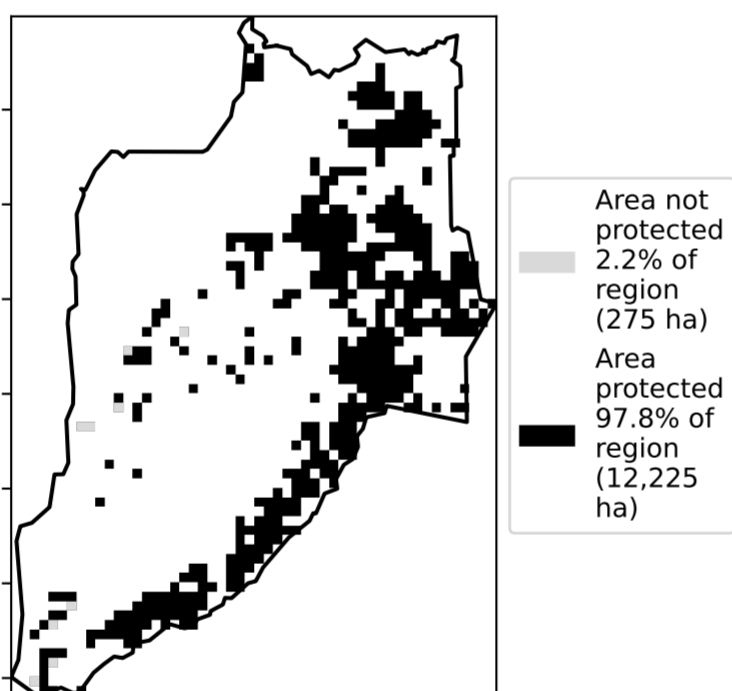 Area not
protected
2.2% of
region
(275 ha)
Area
protected
97.8% of
region
(12,225
ha)